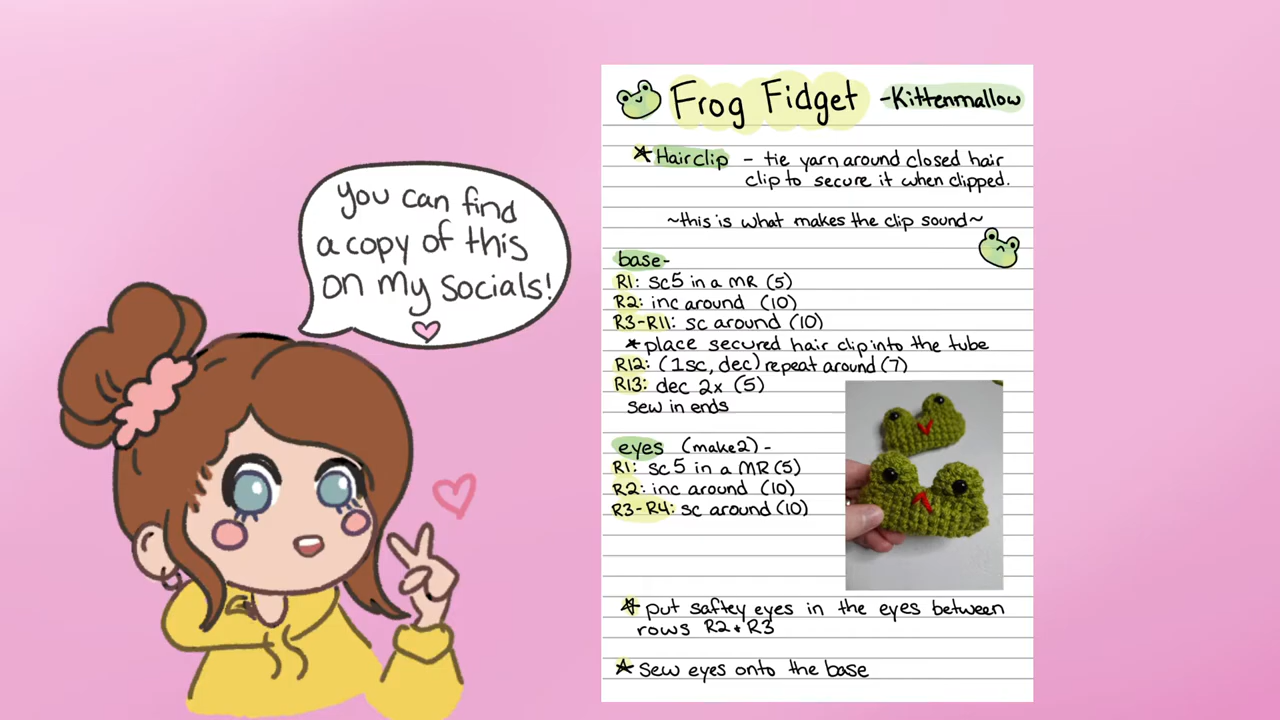 you can find
a copy of this
on my socials!
Frog Fidget -Kittenmallow
Hairclip - tie yarn around closed hair
clip to secure it when clipped.
~this is what makes the clip sound~
base-
R1: sc5 in a MR (5)
R2: inc around (10)
R3-R11: sc around (10)
*place secured hair clip into the tube
R12: (1sc, dec) repeat around (7)
R13: dec 2x (5)
sew in ends
eyes (make2) -
R1: sc5 in a MR (5)
R2: inc around (10)
R3-R4: sc around (10)
put saftey eyes in the eyes between
rows R2 + R3
sew eyes onto the base